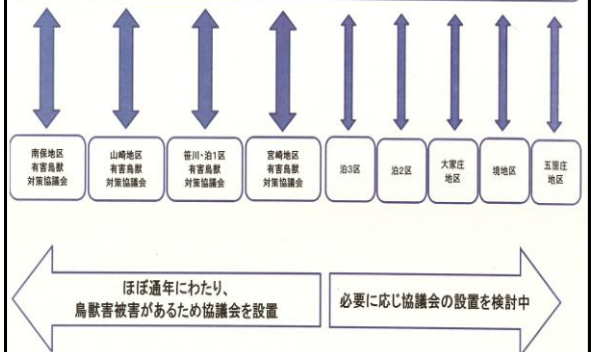 南保地区
有害鳥獣
対策協議会
山崎地区
有害鳥獣
対策協議会
笹川・泊1区
有害鳥獣
対策協議会
宮崎地区
有害鳥獣
対策協議会
泊3区
泊2区
大家庄
地区
境地区
五箇庄
地区
ほぼ通年にわたり、
鳥獣害被害があるため協議会を設置
必要に応じ協議会の設置を検討中